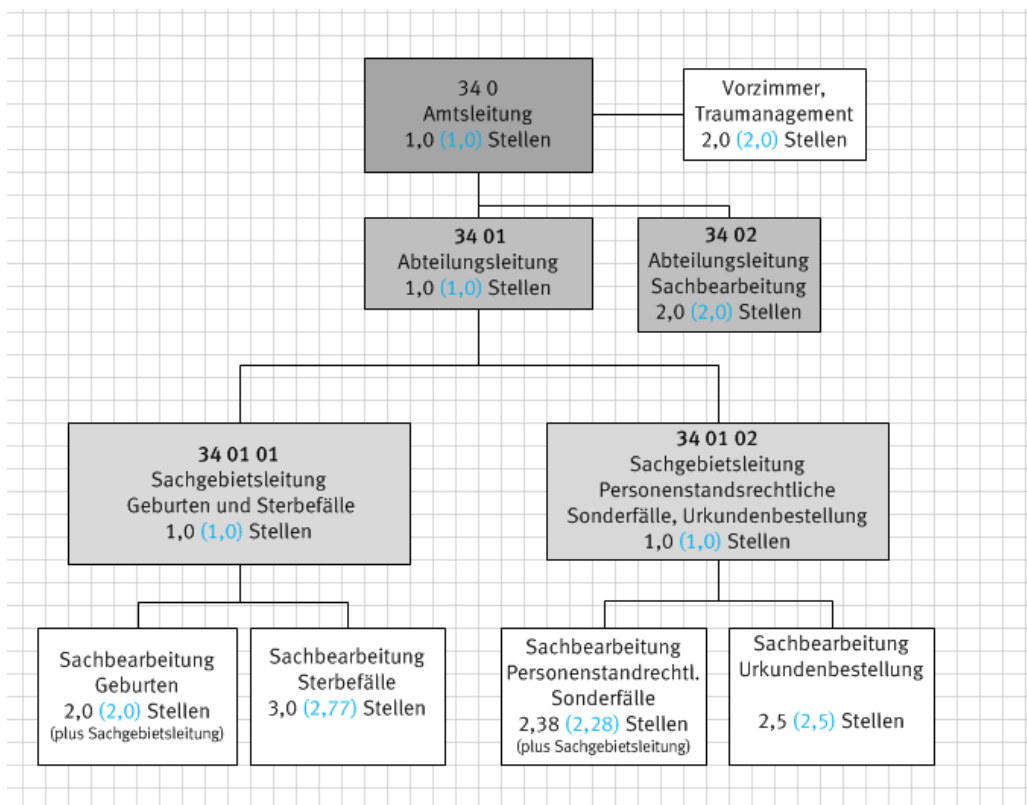 34 0
Amtsleitung
1,0 (1,0) Stellen
Vorzimmer,
Traumanagement
2,0 (2,0) Stellen
34 01
Abteilungsleitung
1,0 (1,0) Stellen
34 02
Abteilungsleitung
Sachbearbeitung
2,0 (2,0) Stellen
34 01 01
Sachgebietsleitung
Geburten und Sterbefälle
1,0 (1,0) Stellen
34 01 02
Sachgebietsleitung
Personenstandsrechtliche
Sonderfälle, Urkundenbestellung
1,0 (1,0) Stellen
Sachbearbeitung
Geburten
2,0 (2,0) Stellen
(plus Sachgebietsleitung)
Sachbearbeitung
Sterbefälle
3,0 (2,77) Stellen
Sachbearbeitung
Personenstandrechtl.
Sonderfälle
2,38 (2,28) Stellen
(plus Sachgebietsleitung)
Sachbearbeitung
Urkundenbestellung
2,5 (2,5) Stellen